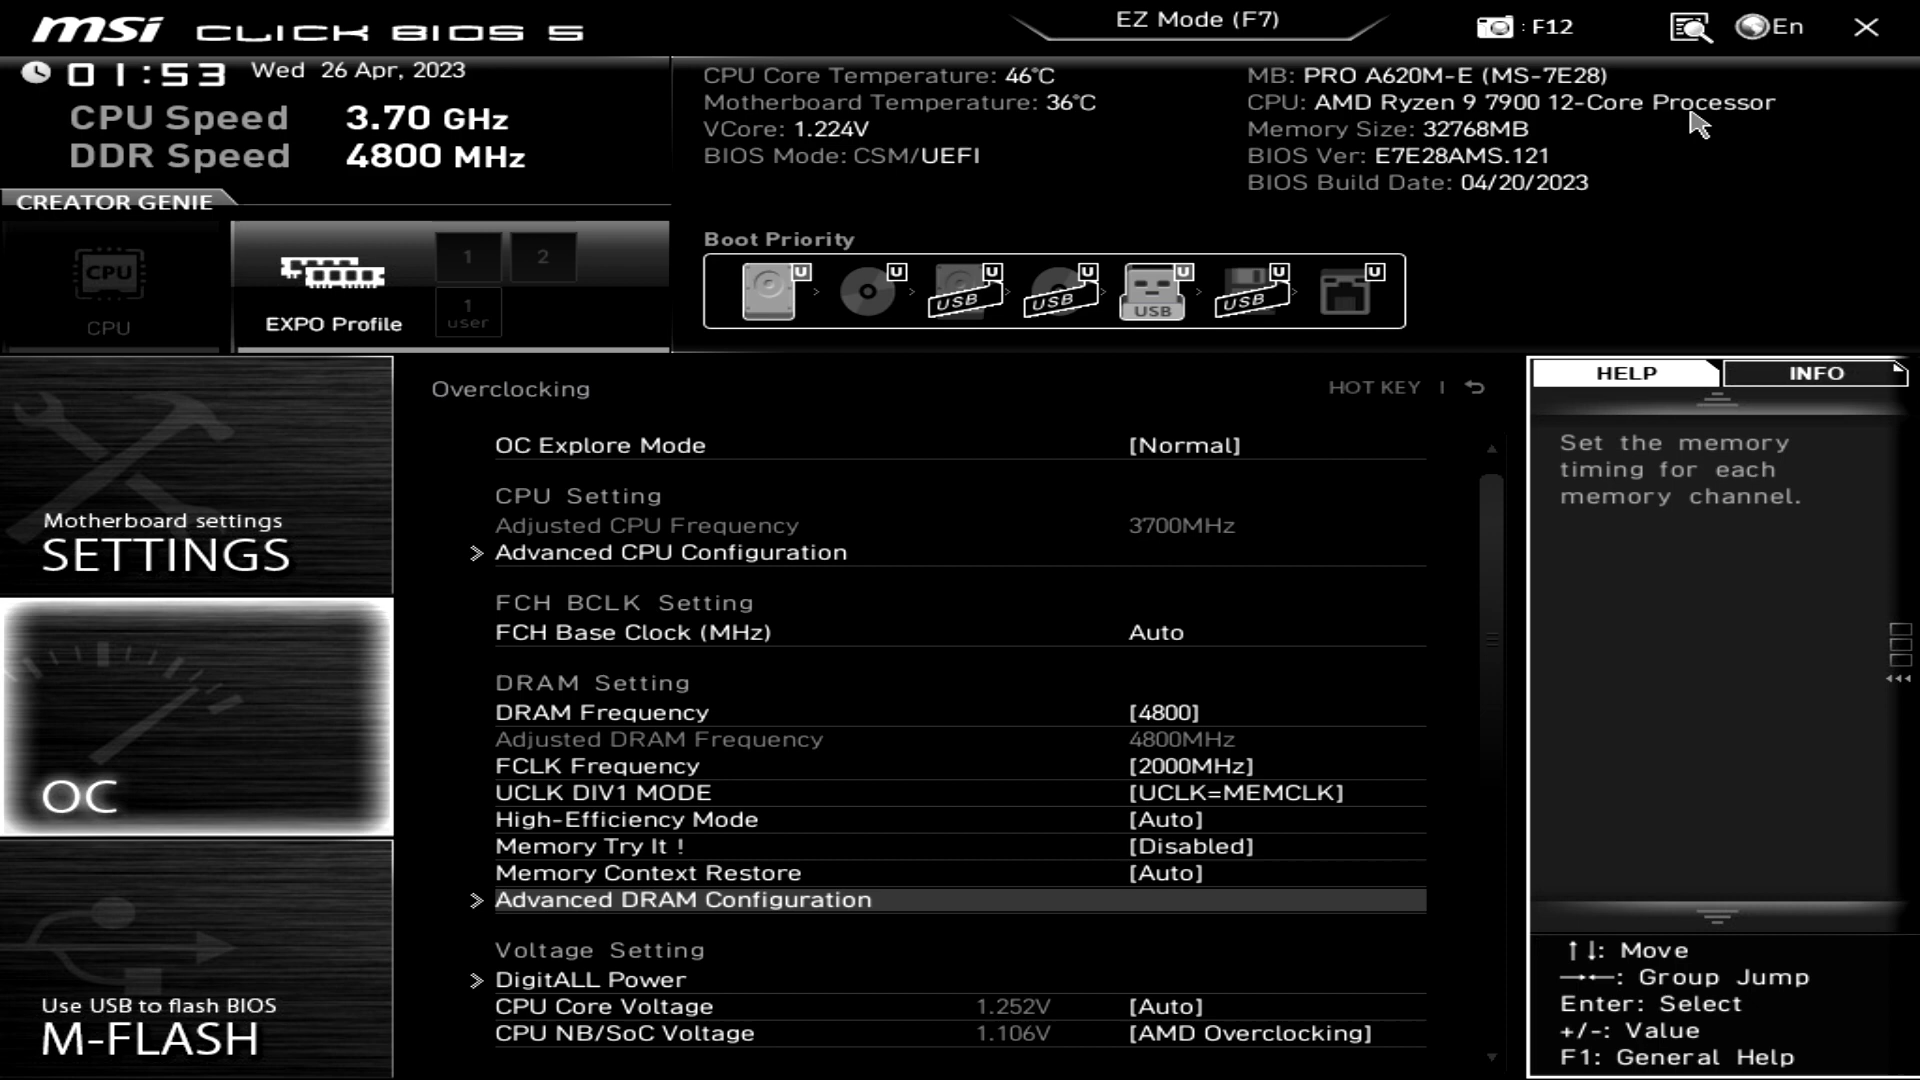 msi CLICK BIOS 5
EZ Mode (F7)
: F12
En
01:53 Wed 26 Apr, 2023
CPU Speed 3.70 GHz
DDR Speed 4800 MHz
CPU Core Temperature: 46°C
Motherboard Temperature: 36°C
VCore: 1.224V
BIOS Mode: CSM/UEFI
MB: PRO A620M-E (MS-7E28)
CPU: AMD Ryzen 9 7900 12-Core Processor
Memory Size: 32768MB
BIOS Ver: E7E28AMS.121
BIOS Build Date: 04/20/2023
CREATOR GENIE
CPU
CPU
EXPO Profile
1 2
1
user
Boot Priority
U U U U U U U
USB USB USB USB
Motherboard settings
SETTINGS
OC
Use USB to flash BIOS
M-FLASH
Overclocking
HOT KEY |
OC Explore Mode [Normal]
CPU Setting
Adjusted CPU Frequency 3700MHz
> Advanced CPU Configuration
FCH BCLK Setting
FCH Base Clock (MHz) Auto
DRAM Setting
DRAM Frequency [4800]
Adjusted DRAM Frequency 4800MHz
FCLK Frequency [2000MHz]
UCLK DIV1 MODE [UCLK=MEMCLK]
High-Efficiency Mode [Auto]
Memory Try It ! [Disabled]
Memory Context Restore [Auto]
> Advanced DRAM Configuration
Voltage Setting
> DigitALL Power
CPU Core Voltage 1.252V [Auto]
CPU NB/SoC Voltage 1.106V [AMD Overclocking]
HELP
INFO
Set the memory
timing for each
memory channel.
↑↓: Move
→←: Group Jump
Enter: Select
+/-: Value
F1: General Help